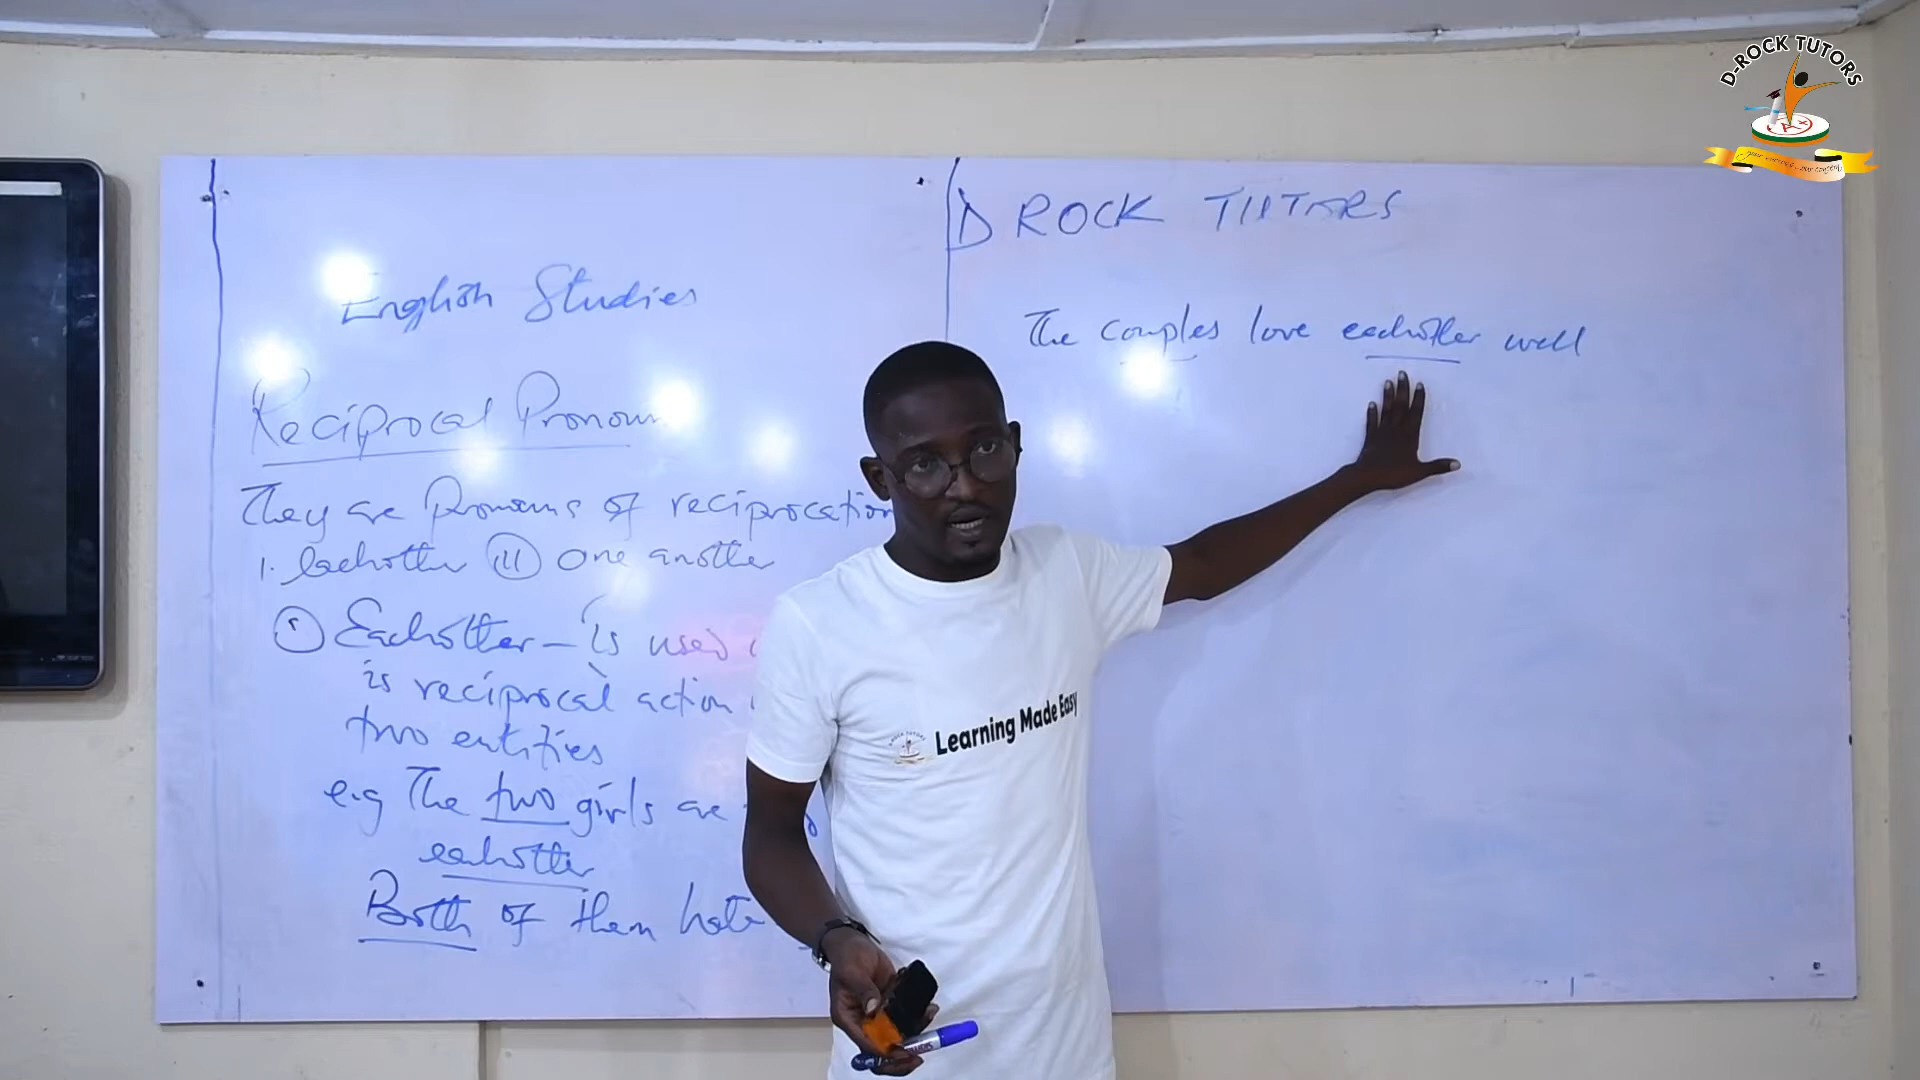 English Studies
Reciprocal Pronoun
They are Pronouns of reciprocation
1. Eachother (ii) One another
(i) Eachother - is used
is reciprocal action
two entities
e.g The two girls are
eachother
Both of them hate
D ROCK TUTORS
The couples love eachother well
Learning Made Easy
D-ROCK TUTORS
A+